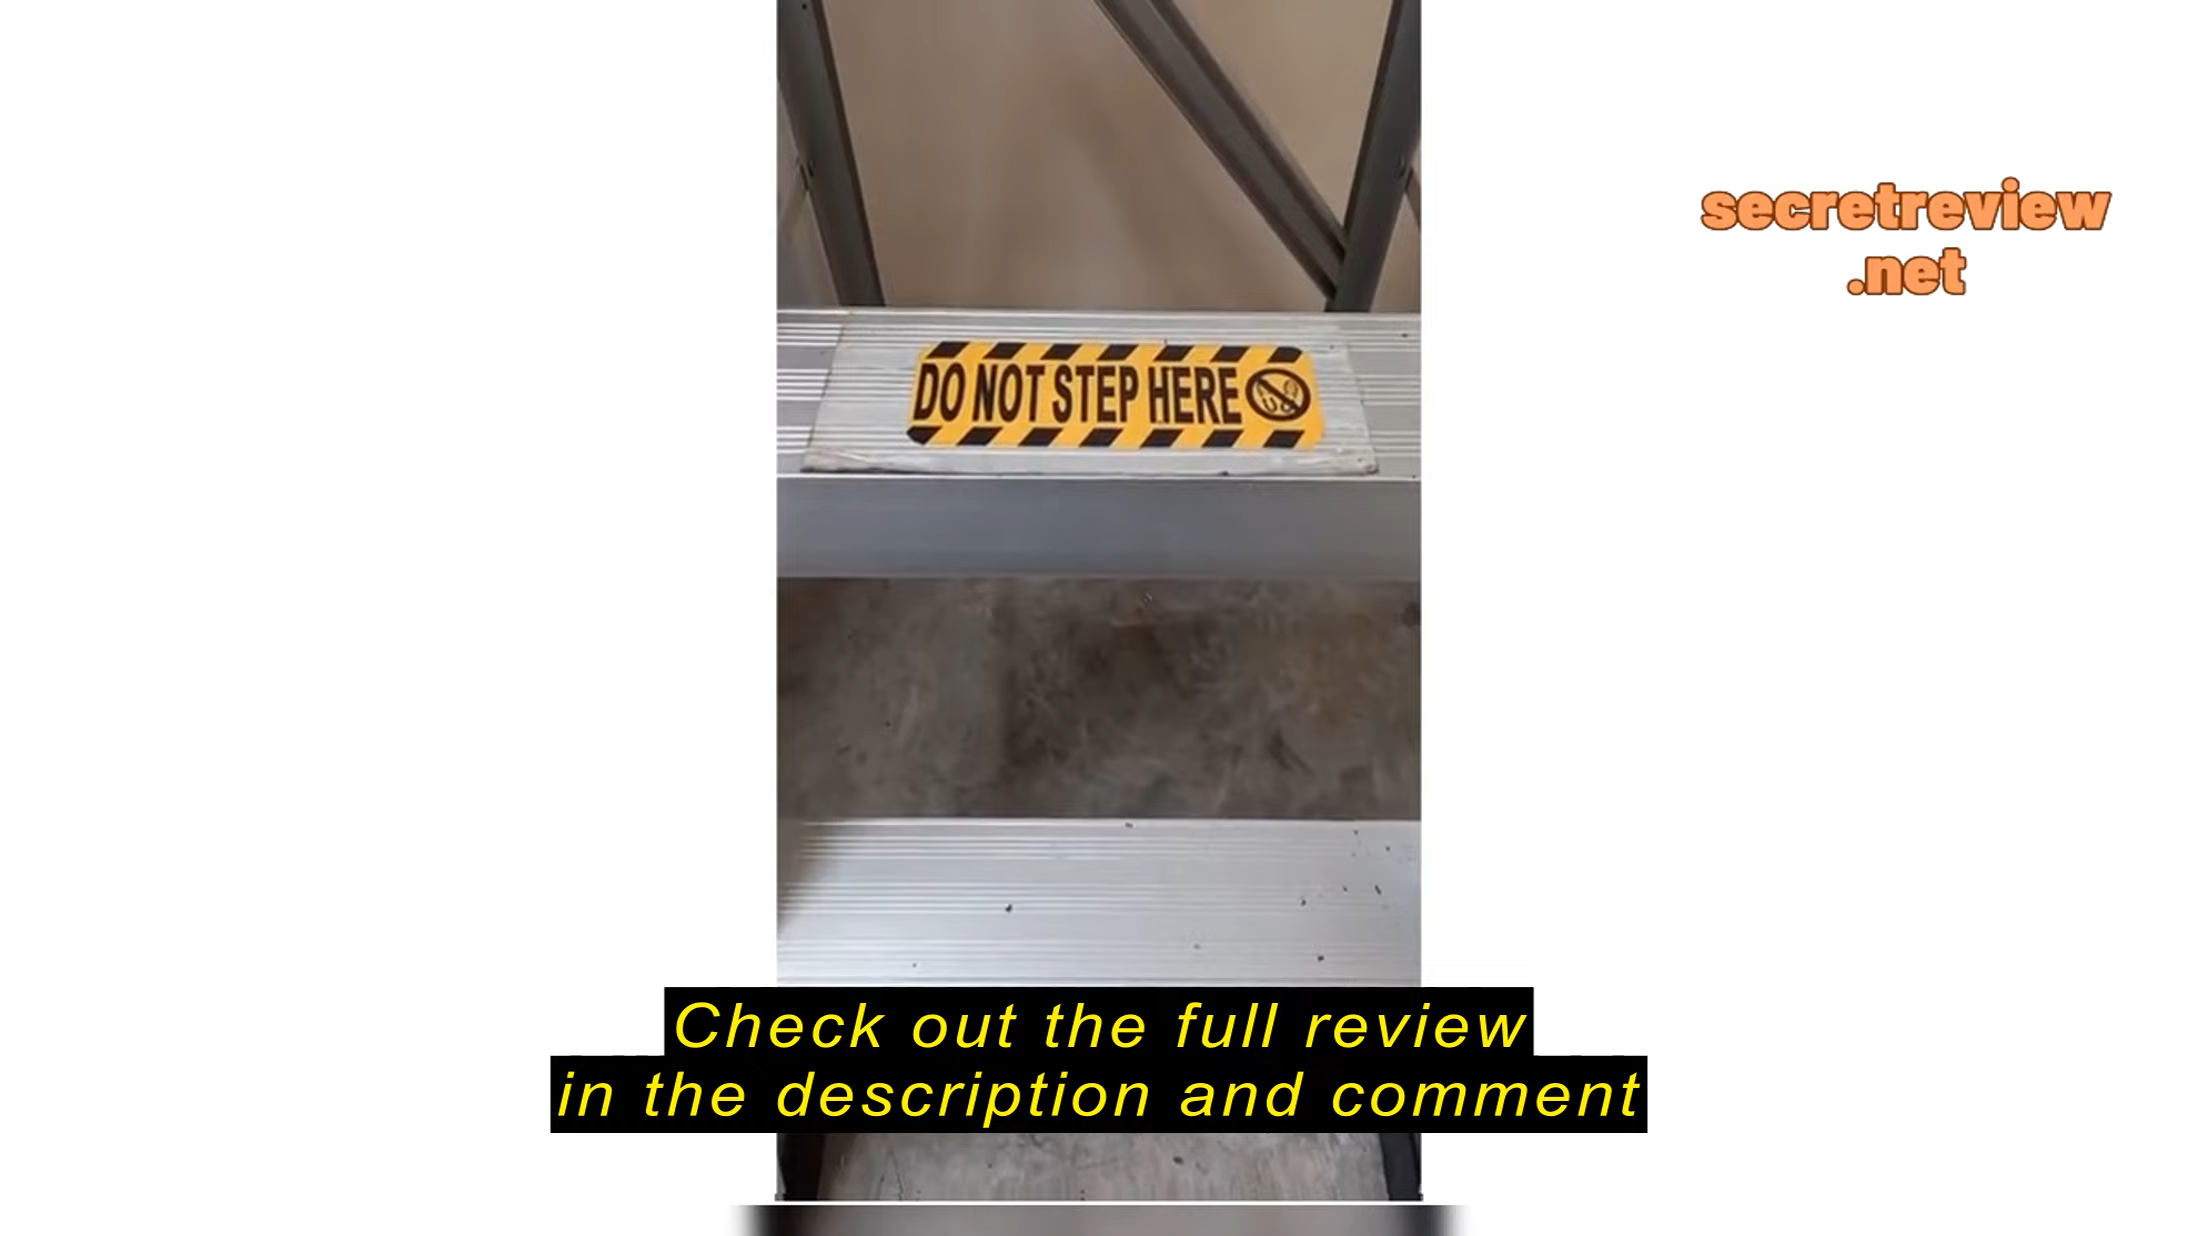 secretreview
.net
DO NOT STEP HERE
Check out the full review
in the description and comment